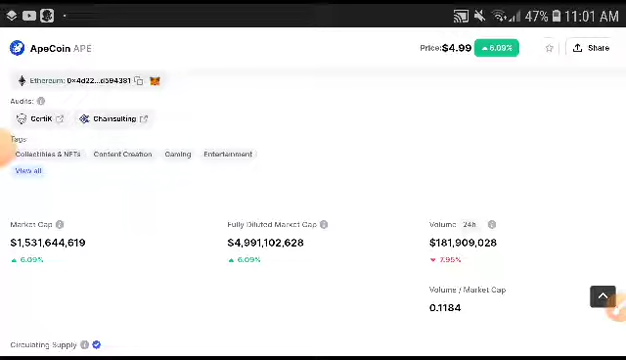 47% 11:01 AM
ApeCoin APE Price:$4.99 6.09% Share
Ethereum: 0x4d22...d594381
Audits:
CertiK Chainsulting
Tags
Collectibles & NFTs Content Creation Gaming Entertainment
View all
Market Cap Fully Diluted Market Cap Volume 24h
$1,531,644,619 $4,991,102,628 $181,909,028
6.09% 6.09% 7.95%
Volume / Market Cap
0.1184
Circulating Supply